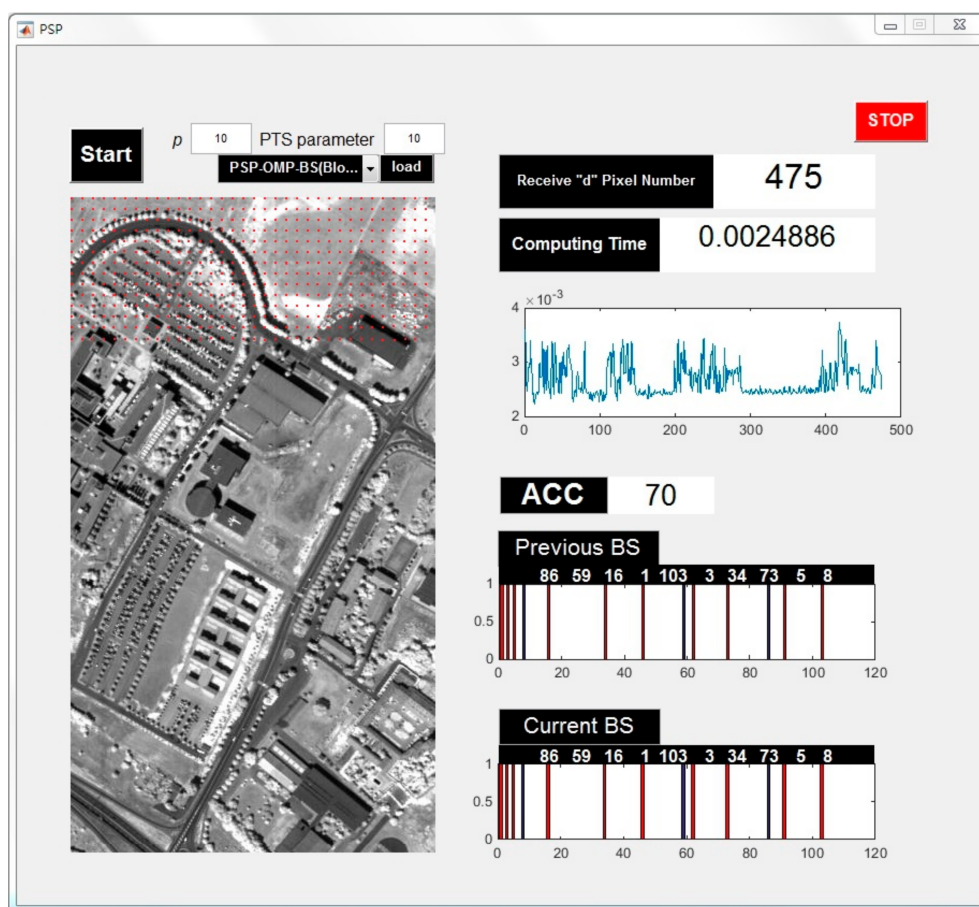 PSP
STOP
Start
p 10 PTS parameter 10
PSP-OMP-BS(Blo... load
Receive "d" Pixel Number 475
Computing Time 0.0024886
4 × 10⁻³
3
2
0 100 200 300 400 500
ACC 70
Previous BS
86 59 16 1 103 3 34 73 5 8
1
0.5
0
0 20 40 60 80 100 120
Current BS
86 59 16 1 103 3 34 73 5 8
1
0.5
0
0 20 40 60 80 100 120